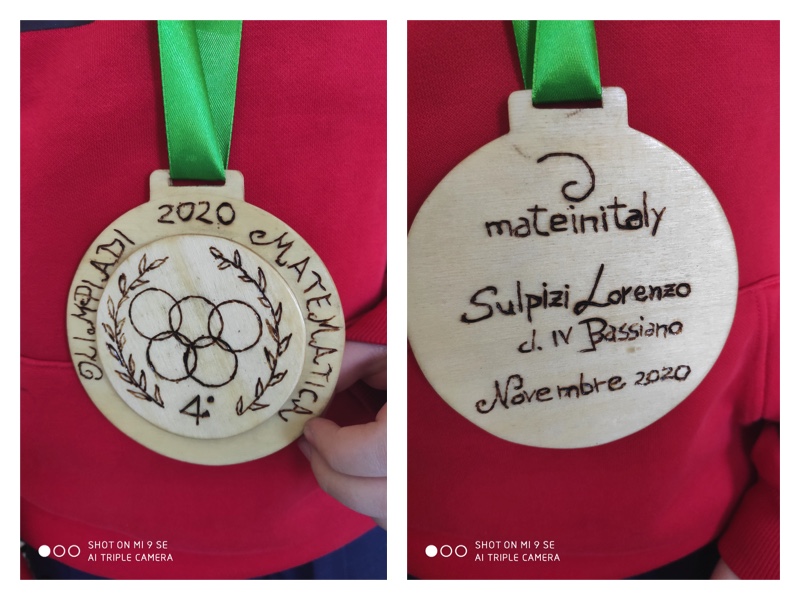 2020
OLIMPIADI
MATEMATICA
4°
SHOT ON MI 9 SE
AI TRIPLE CAMERA
mateinitaly
Sulpizi Lorenzo
cl. IV Bassiano
Novembre 2020
SHOT ON MI 9 SE
AI TRIPLE CAMERA